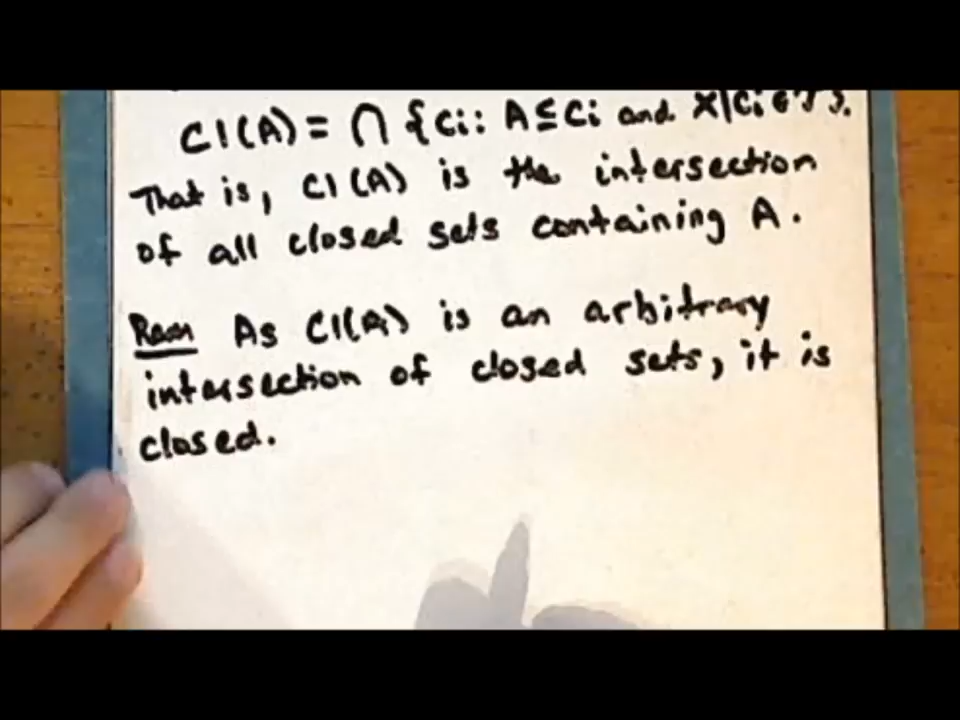 Cl(A) = ∩ {Ci: A⊆Ci and X|Ci ∈ τ}.
That is, Cl(A) is the intersection
of all closed sets containing A.
Rem As Cl(A) is an arbitrary
intersection of closed sets, it is
closed.